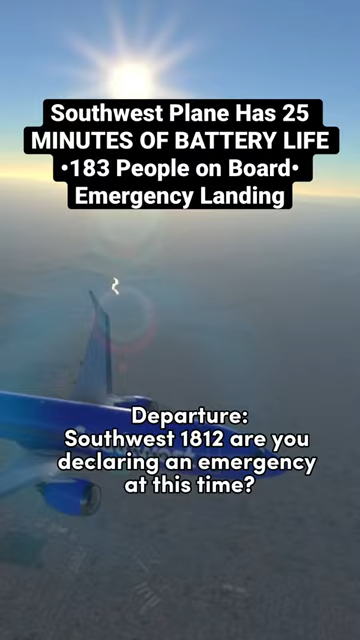 Southwest Plane Has 25
MINUTES OF BATTERY LIFE
•183 People on Board•
Emergency Landing
Departure:
Southwest 1812 are you
declaring an emergency
at this time?